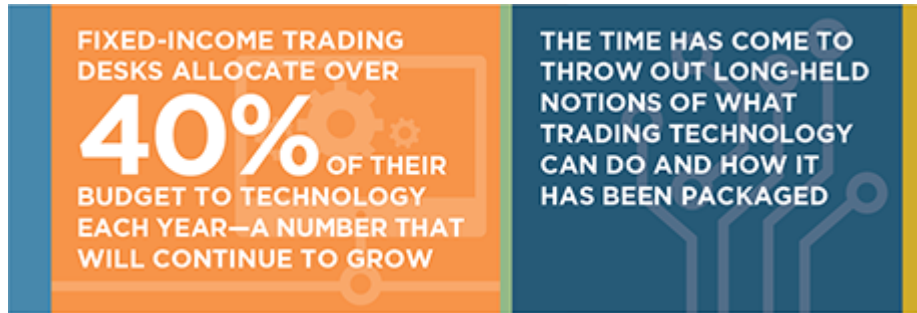 FIXED-INCOME TRADING
DESKS ALLOCATE OVER
40% OF THEIR
BUDGET TO TECHNOLOGY
EACH YEAR—A NUMBER THAT
WILL CONTINUE TO GROW
THE TIME HAS COME TO
THROW OUT LONG-HELD
NOTIONS OF WHAT
TRADING TECHNOLOGY
CAN DO AND HOW IT
HAS BEEN PACKAGED